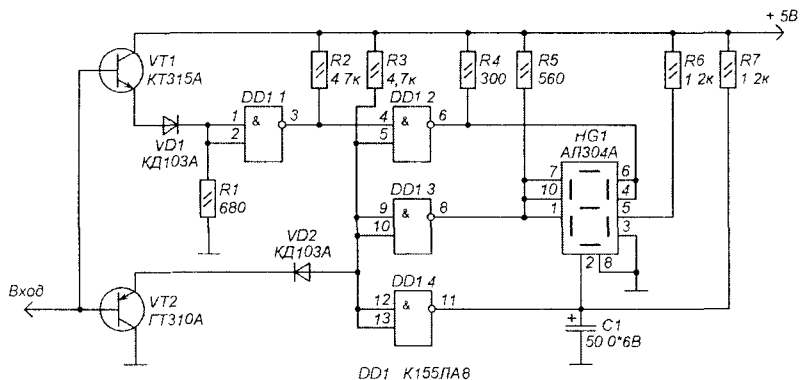 + 5В
VT1
КТ315А
R2
4 7к
R3
4,7к
R4
300
R5
560
R6
1 2к
R7
1 2к
DD1 1
&
1
2
3
DD1 2
&
4
5
6
VD1
КД103А
R1
680
HG1
АЛ304А
7
10
1
6
4
5
3
2
8
DD1 3
&
9
10
8
VD2
КД103А
Вход
VT2
ГТ310А
DD1 4
&
12
13
11
+
C1
50 0*6В
DD1 К155ЛА8